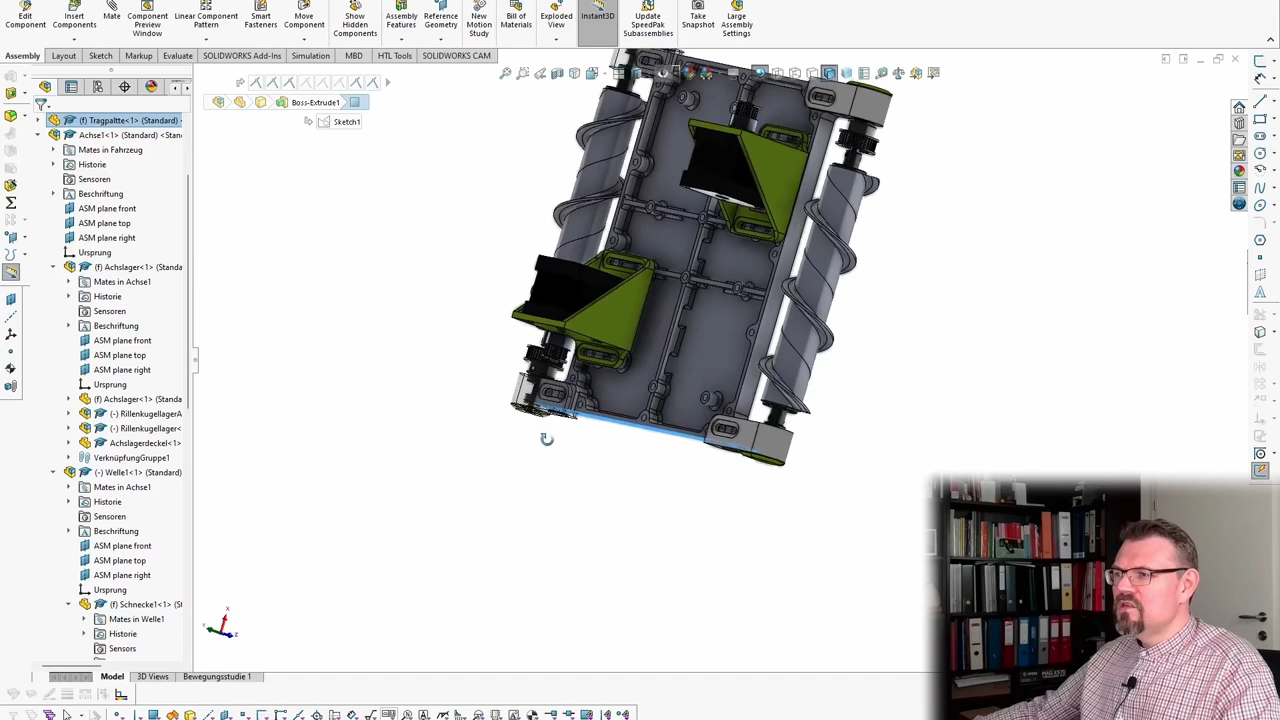 Edit Component
Insert Components
Mate
Component Preview Window
Linear Component Pattern
Smart Fasteners
Move Component
Show Hidden Components
Assembly Features
Reference Geometry
New Motion Study
Bill of Materials
Exploded View
Instant3D
Update SpeedPak Subassemblies
Take Snapshot
Large Assembly Settings
Assembly
Layout
Sketch
Markup
Evaluate
SOLIDWORKS Add-Ins
Simulation
MBD
HTL Tools
SOLIDWORKS CAM
Boss-Extrude1
Sketch1
(f) Tragpaltte<1> (Standard)
Achse1<1> (Standard) <Stand
Mates in Fahrzeug
Historie
Sensoren
Beschriftung
ASM plane front
ASM plane top
ASM plane right
Ursprung
(f) Achslager<1> (Standa
Mates in Achse1
Historie
Sensoren
Beschriftung
ASM plane front
ASM plane top
ASM plane right
Ursprung
(f) Achslager<1> (Sta
(-) RillenkugellagerA
(-) Rillenkugellager<
Achslagerdeckel<1>
VerknüpfungGruppe1
(-) Welle1<1> (Standard)
Mates in Achse1
Historie
Sensoren
Beschriftung
ASM plane front
ASM plane top
ASM plane right
Ursprung
(f) Schnecke1<1> (St
Mates in Welle1
Historie
Sensors
Model
3D Views
Bewegungsstudie 1